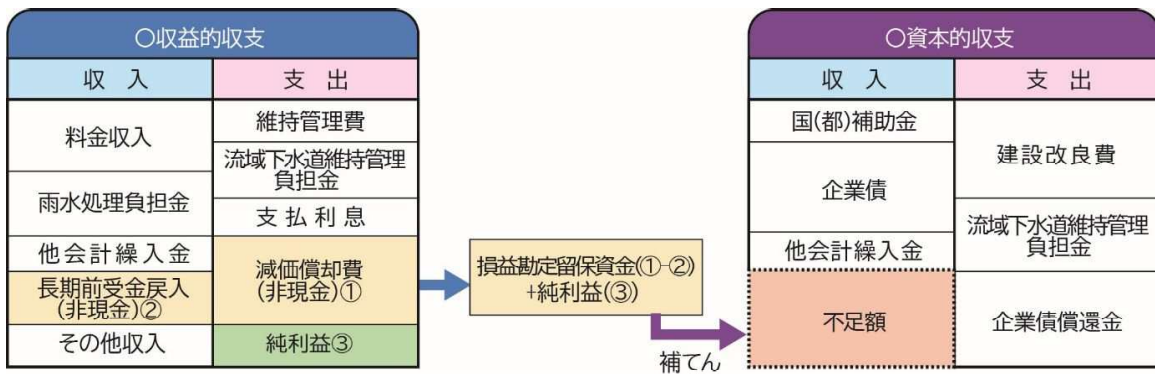 ○収益的収支
収 入
支 出
料金収入
雨水処理負担金
他会計繰入金
長期前受金戻入
(非現金)②
その他収入
維持管理費
流域下水道維持管理
負担金
支 払 利 息
減価償却費
(非現金)①
純利益③
損益勘定留保資金(①-②)
+純利益(③)
補てん
○資本的収支
収 入
支 出
国(都)補助金
企業債
他会計繰入金
不足額
建設改良費
流域下水道維持管理
負担金
企業債償還金